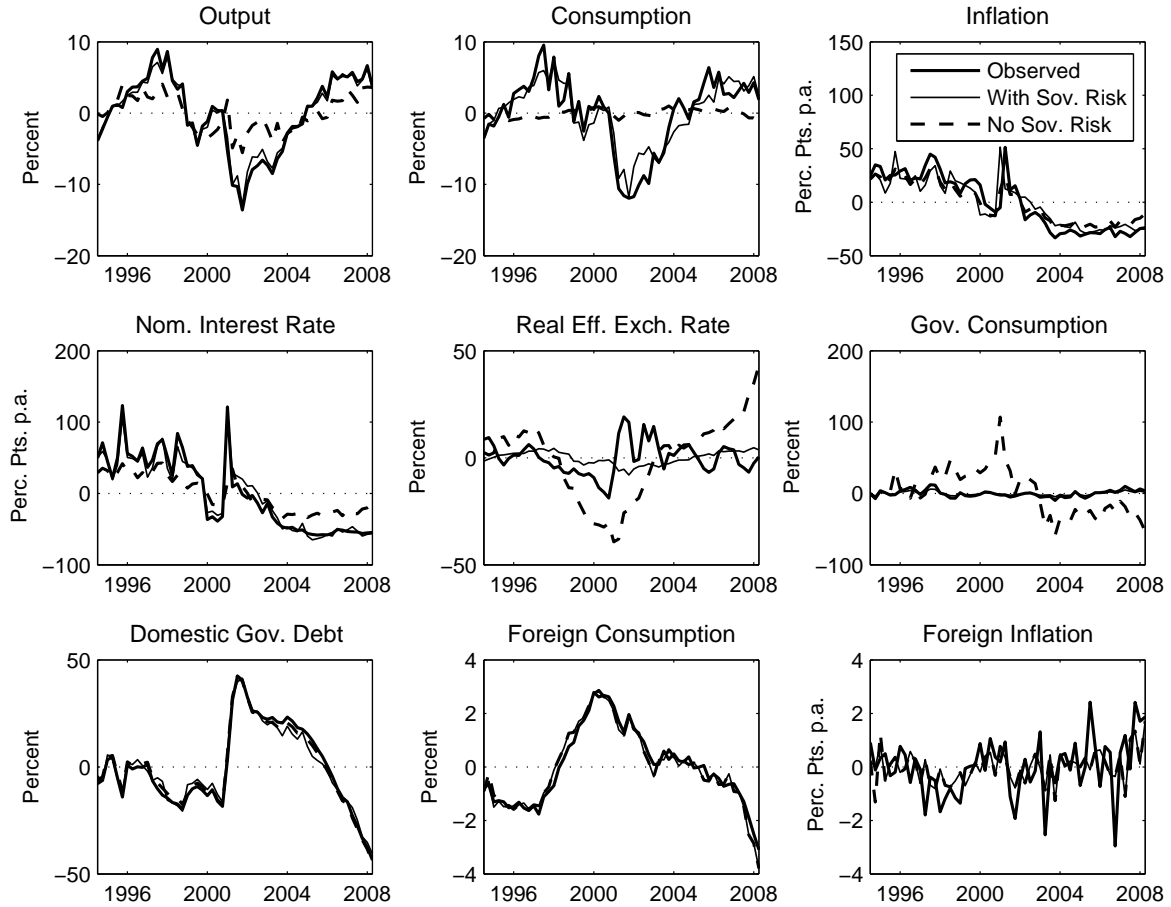 Output
Percent
10
0
−10
−20
1996 2000 2004 2008
Consumption
Percent
10
0
−10
−20
1996 2000 2004 2008
Inflation
Perc. Pts. p.a.
150
100
50
0
−50
1996 2000 2004 2008
Observed
With Sov. Risk
No Sov. Risk
Nom. Interest Rate
Perc. Pts. p.a.
200
100
0
−100
1996 2000 2004 2008
Real Eff. Exch. Rate
Percent
50
0
−50
1996 2000 2004 2008
Gov. Consumption
Percent
200
100
0
−100
1996 2000 2004 2008
Domestic Gov. Debt
Percent
50
0
−50
1996 2000 2004 2008
Foreign Consumption
Percent
4
2
0
−2
−4
1996 2000 2004 2008
Foreign Inflation
Perc. Pts. p.a.
4
2
0
−2
−4
1996 2000 2004 2008